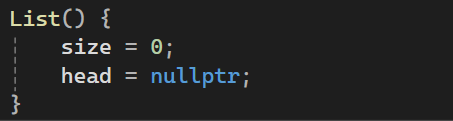 List() {
    size = 0;
    head = nullptr;
}